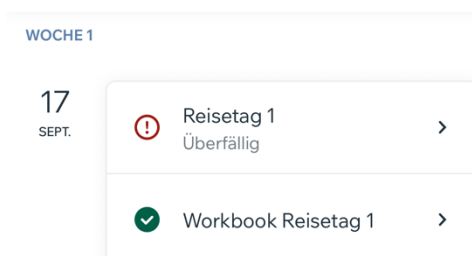 WOCHE 1
17
SEPT.
Reisetag 1
Überfällig
Workbook Reisetag 1